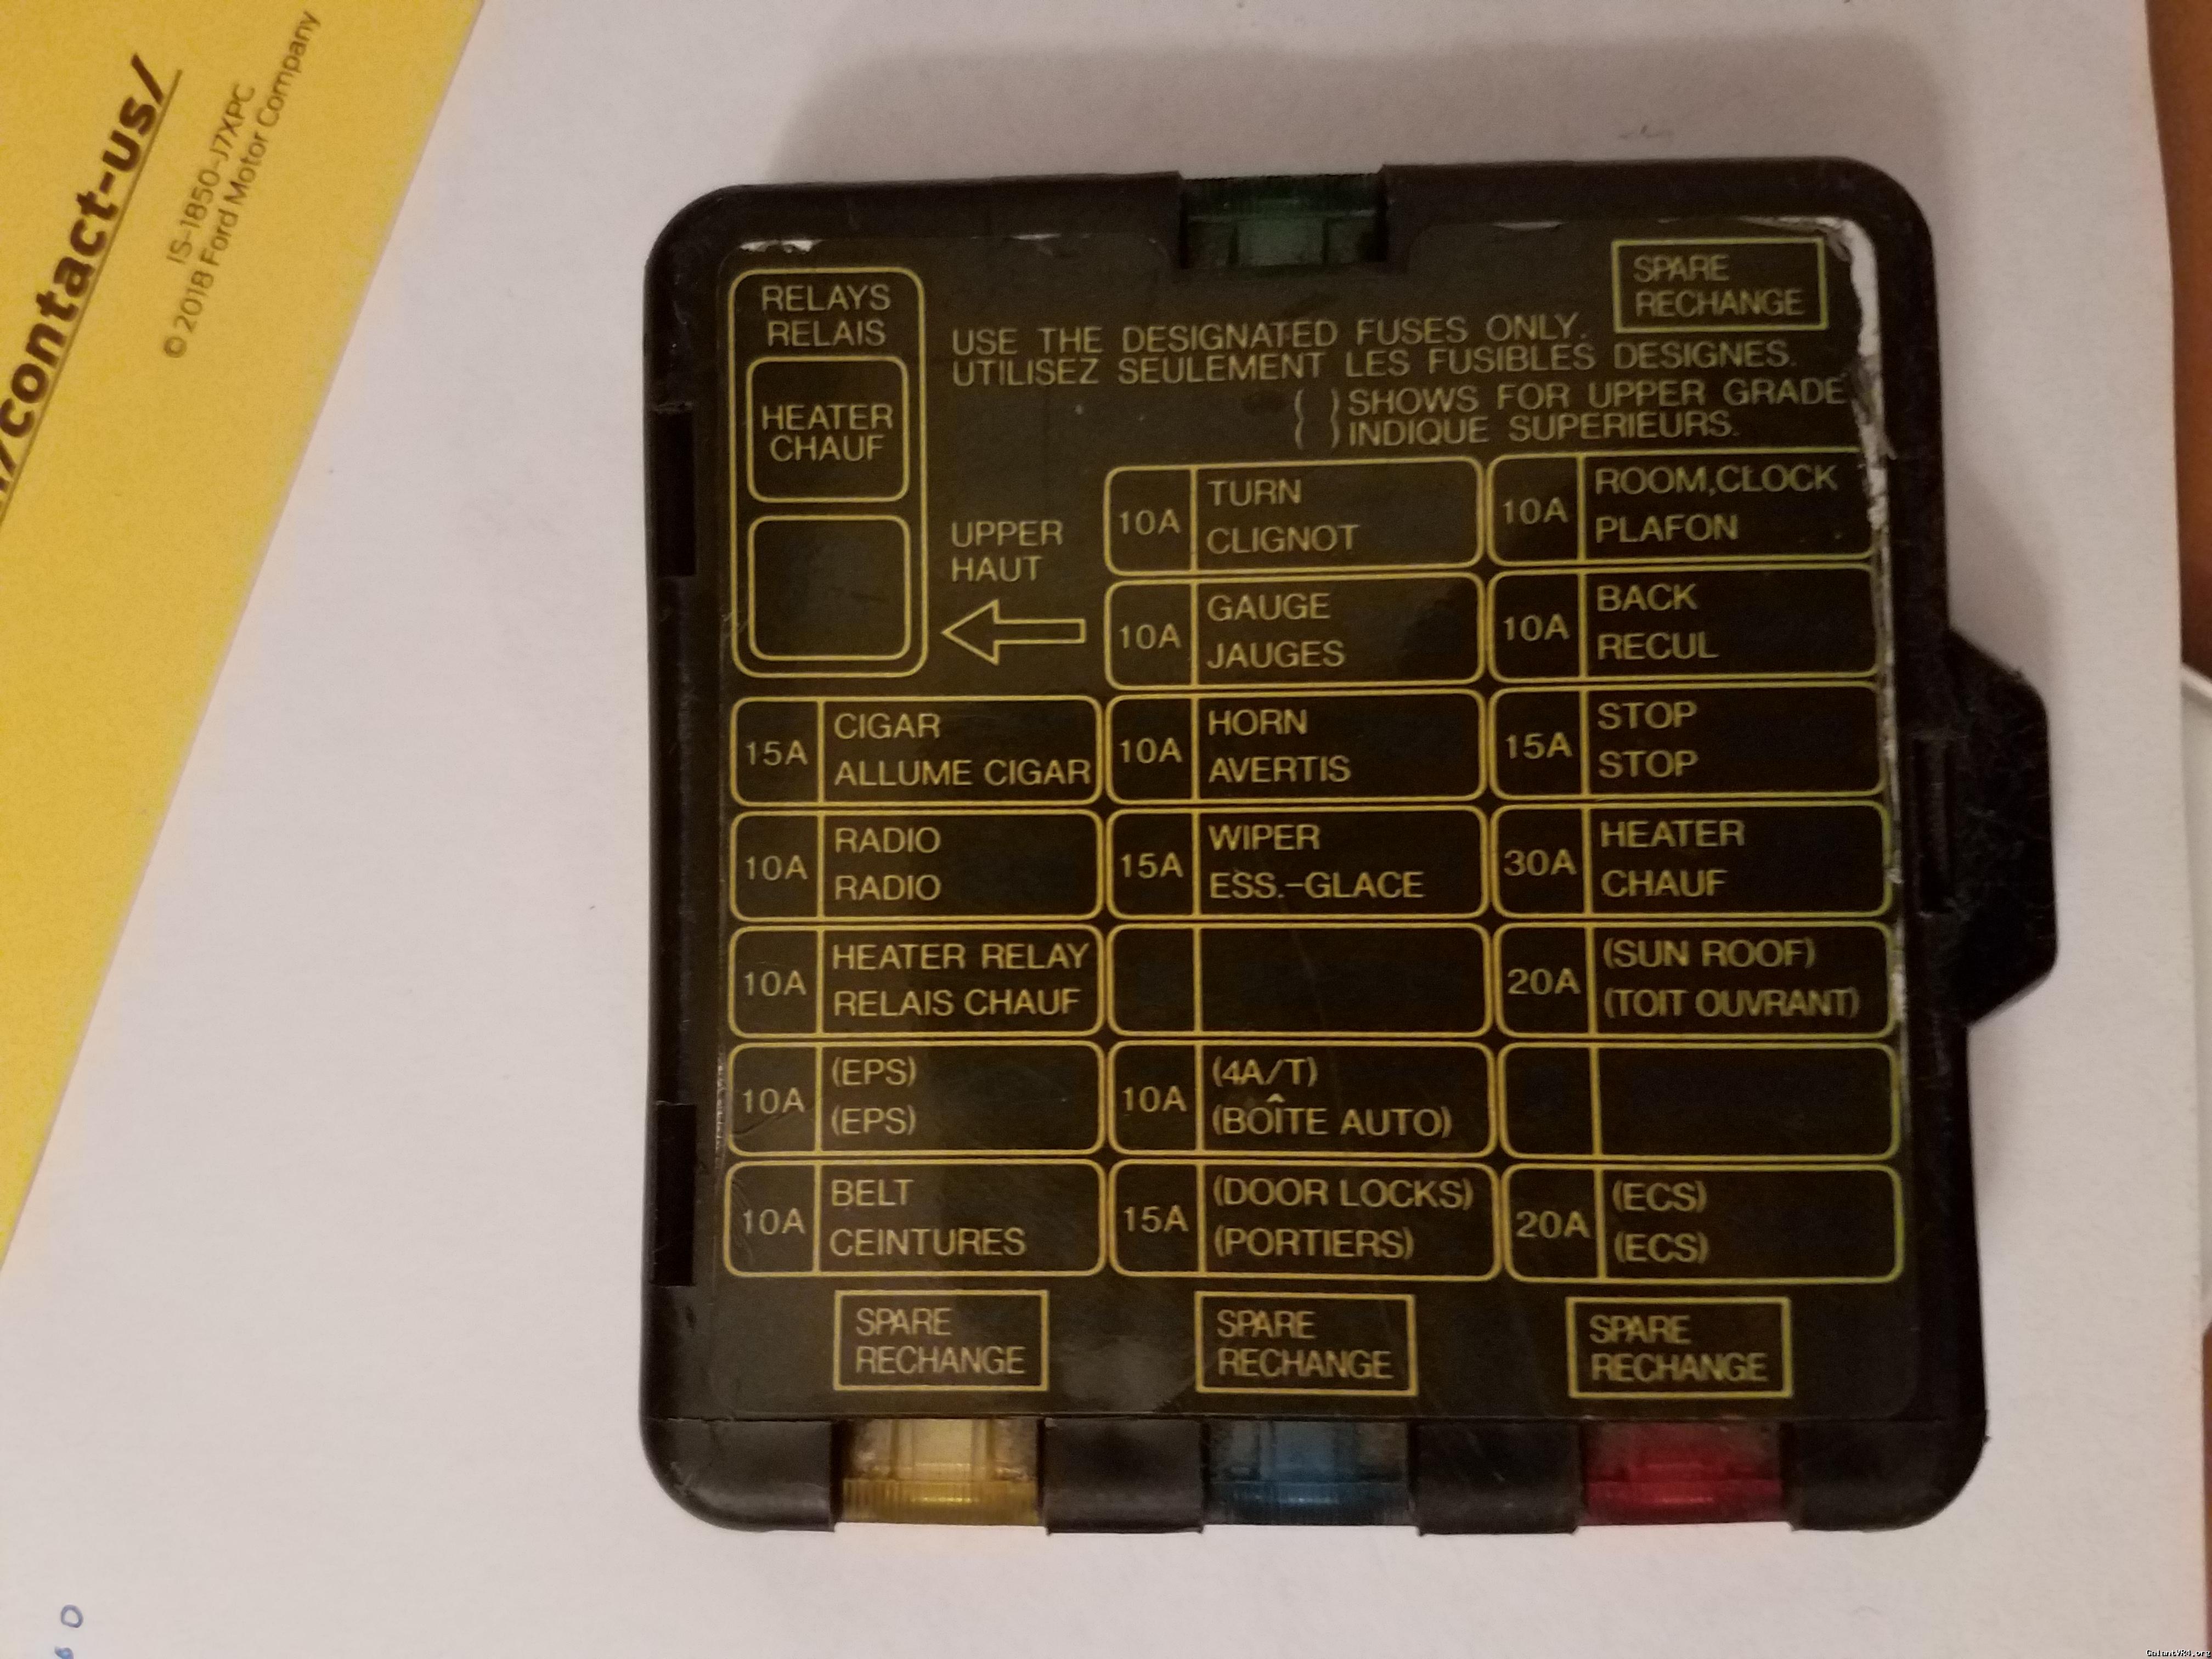 /contact-us/
IS-1850-J7XPC
© 2018 Ford Motor Company
RELAYS
RELAIS
HEATER
CHAUF
SPARE
RECHANGE
USE THE DESIGNATED FUSES ONLY.
UTILISEZ SEULEMENT LES FUSIBLES DESIGNES.
( ) SHOWS FOR UPPER GRADE
( ) INDIQUE SUPERIEURS.
UPPER
HAUT
10A TURN
CLIGNOT
10A ROOM,CLOCK
PLAFON
10A GAUGE
JAUGES
10A BACK
RECUL
15A CIGAR
ALLUME CIGAR
10A HORN
AVERTIS
15A STOP
STOP
10A RADIO
RADIO
15A WIPER
ESS.-GLACE
30A HEATER
CHAUF
10A HEATER RELAY
RELAIS CHAUF
20A (SUN ROOF)
(TOIT OUVRANT)
10A (EPS)
(EPS)
10A (4A/T)
(BOÎTE AUTO)
10A BELT
CEINTURES
15A (DOOR LOCKS)
(PORTIERS)
20A (ECS)
(ECS)
SPARE
RECHANGE
SPARE
RECHANGE
SPARE
RECHANGE
GalantVR4.org